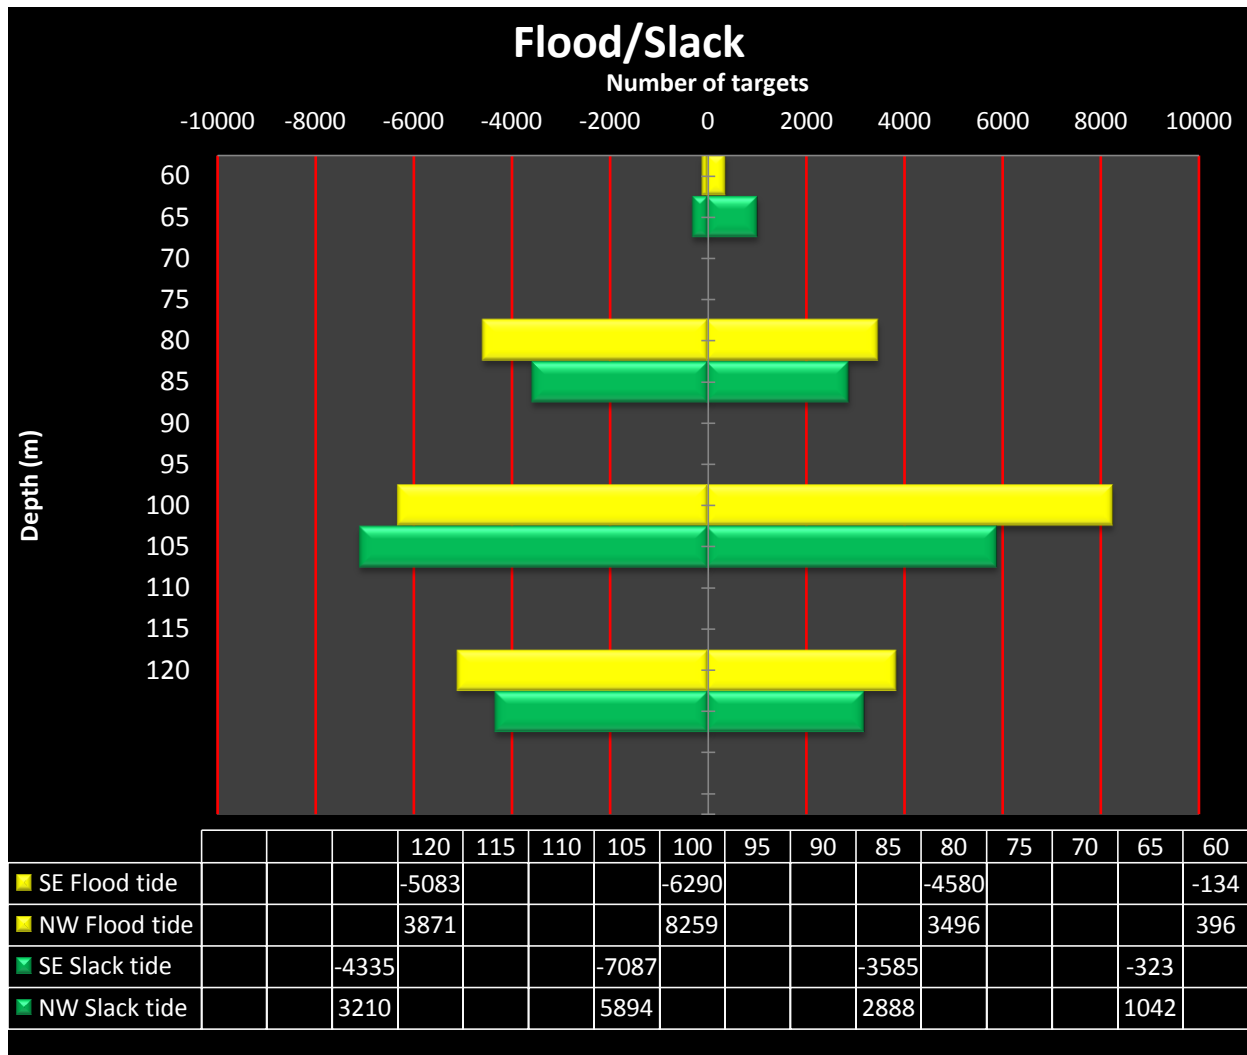 Flood/Slack
Number of targets
-10000 -8000 -6000 -4000 -2000 0 2000 4000 6000 8000 10000
60
65
70
75
80
85
90
95
100
105
110
115
120
Depth (m)
120 115 110 105 100 95 90 85 80 75 70 65 60
SE Flood tide -5083 -6290 -4580 -134
NW Flood tide 3871 8259 3496 396
SE Slack tide -4335 -7087 -3585 -323
NW Slack tide 3210 5894 2888 1042